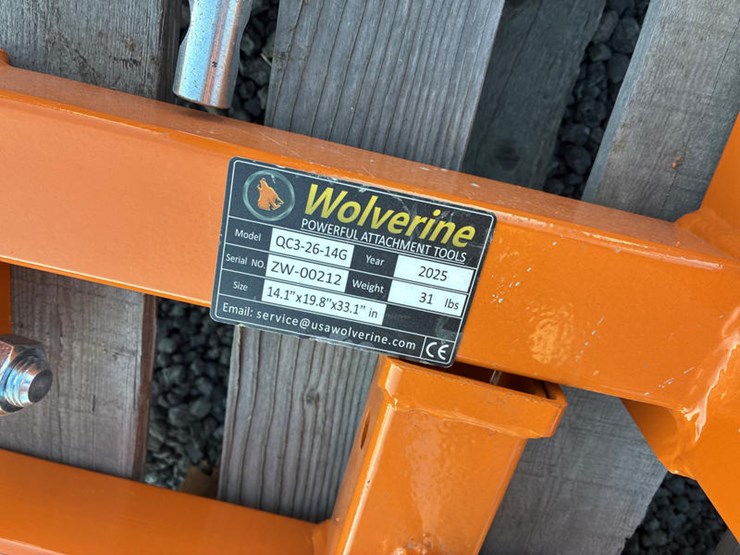 Wolverine
POWERFUL ATTACHMENT TOOLS
Model QC3-26-14G Year 2025
Serial NO. ZW-00212 Weight 31 lbs
Size 14.1"x19.8"x33.1" in
Email: service@usawolverine.com CE